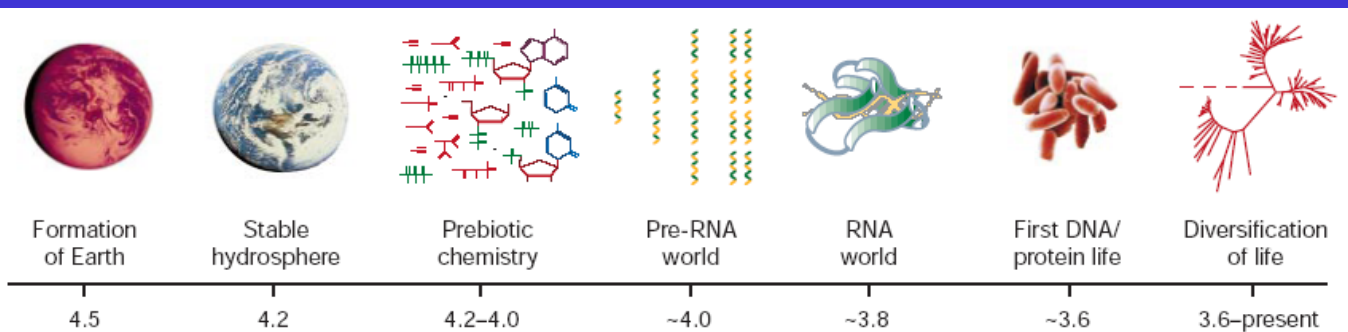 Formation
of Earth
Stable
hydrosphere
Prebiotic
chemistry
Pre-RNA
world
RNA
world
First DNA/
protein life
Diversification
of life
4.5
4.2
4.2–4.0
~4.0
~3.8
~3.6
3.6–present